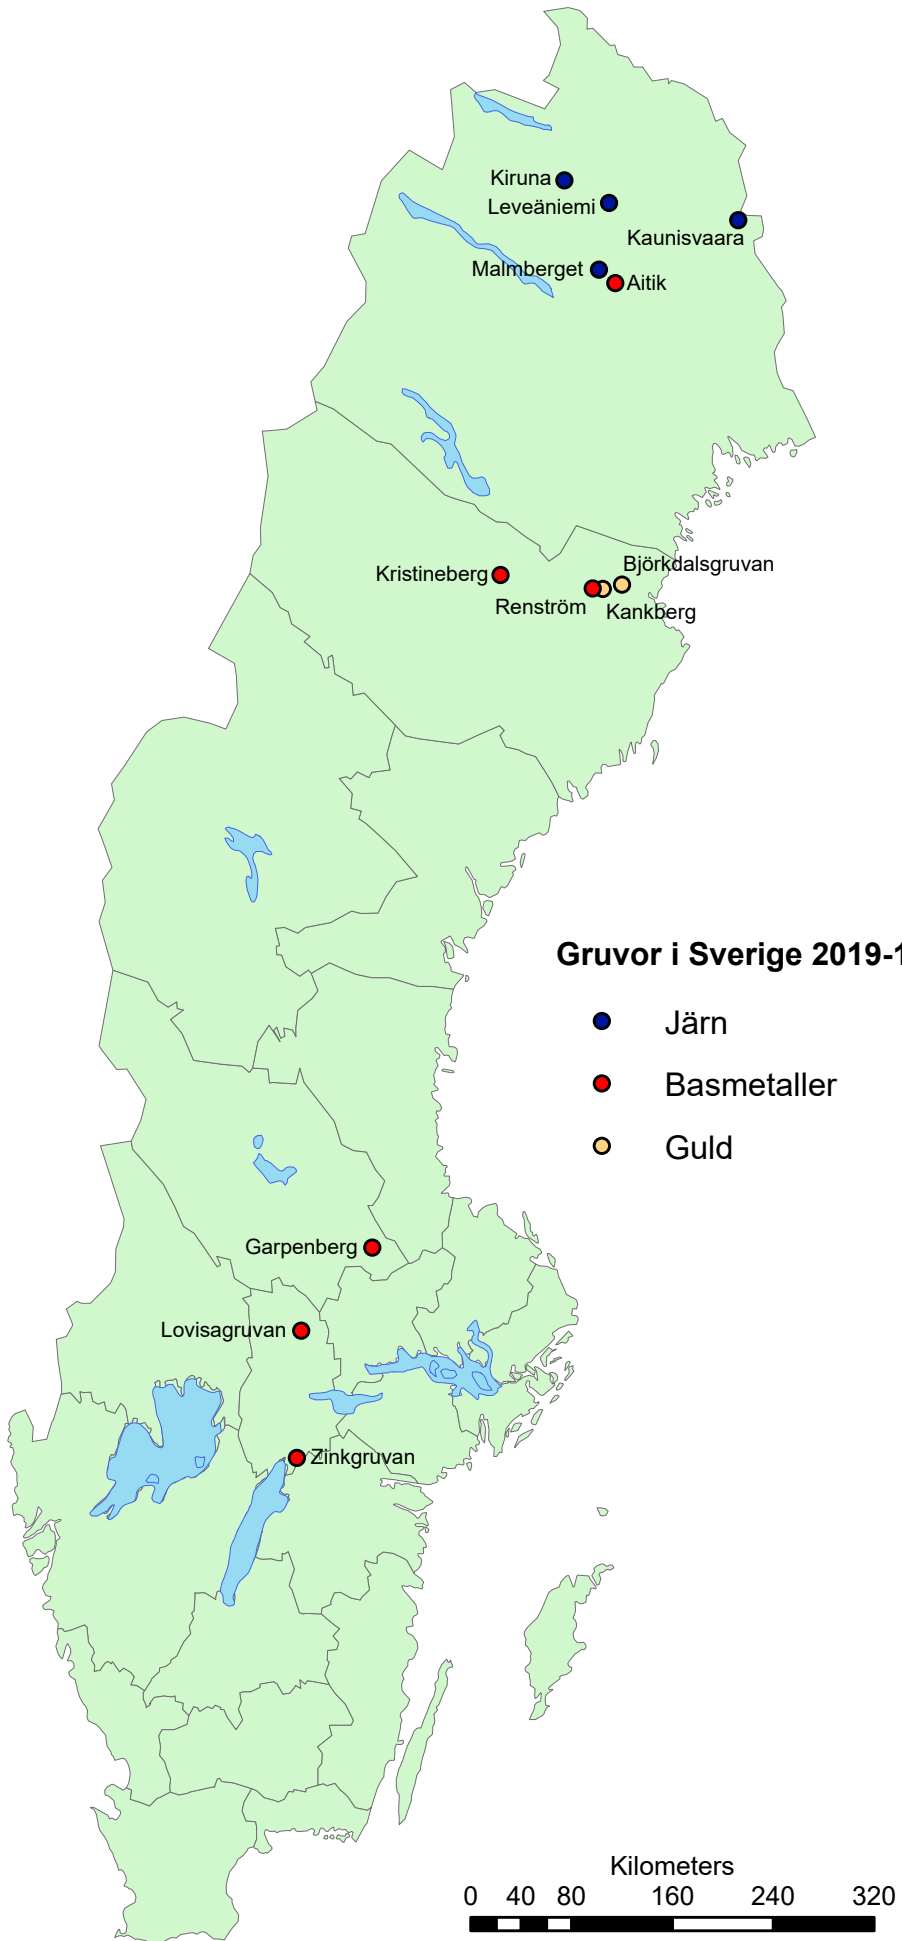 Kiruna
Leveäniemi
Kaunisvaara
Malmberget
Aitik
Björkdalsgruvan
Kristineberg
Renström
Kankberg
Gruvor i Sverige 2019-1
Järn
Basmetaller
Guld
Garpenberg
Lovisagruvan
Zinkgruvan
Kilometers
0 40 80 160 240 320